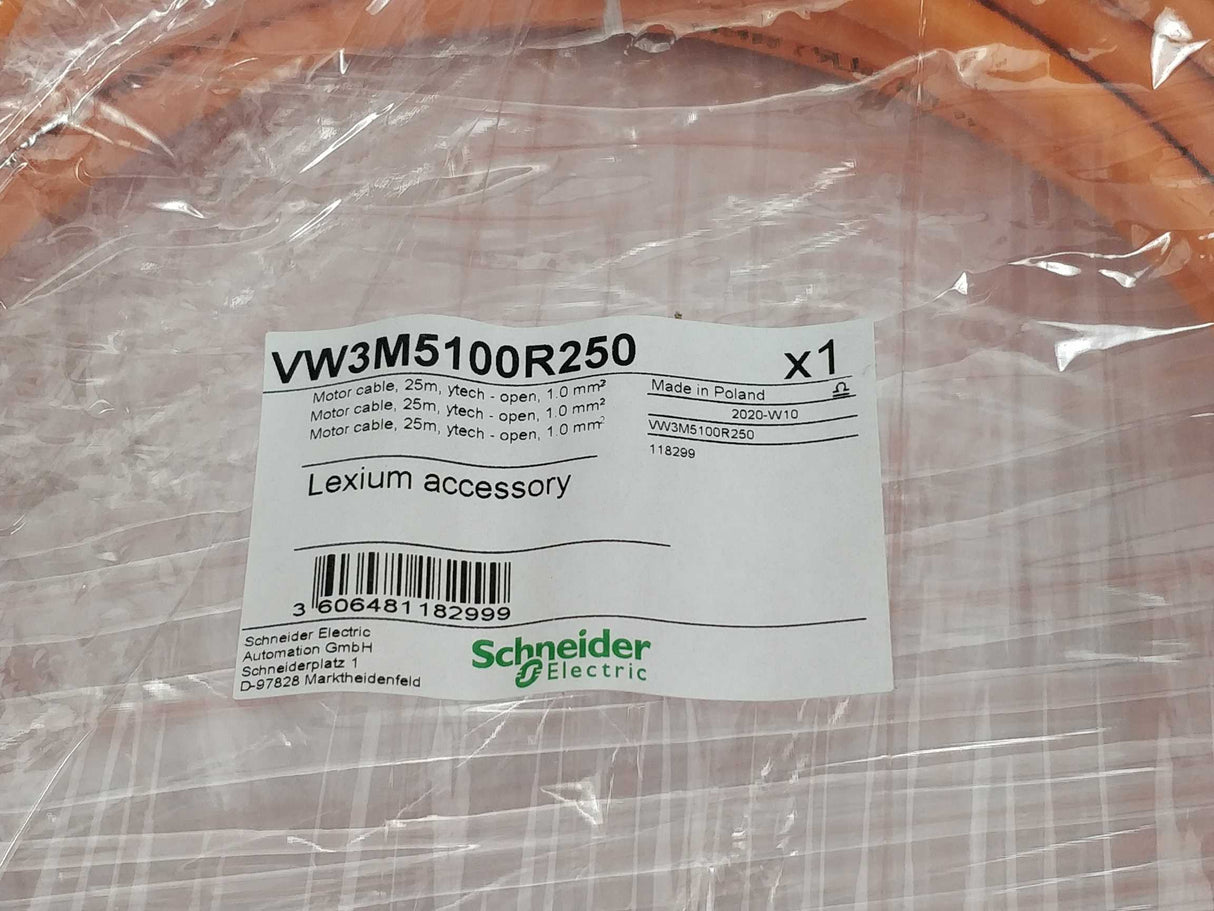 VW3M5100R250
x1
Motor cable, 25m, ytech - open, 1.0 mm²
Motor cable, 25m, ytech - open, 1.0 mm²
Motor cable, 25m, ytech - open, 1.0 mm²
Made in Poland
2020-W10
VW3M5100R250
118299
Lexium accessory
3 606481 182999
Schneider Electric
Automation GmbH
Schneiderplatz 1
D-97828 Marktheidenfeld
Schneider
Electric